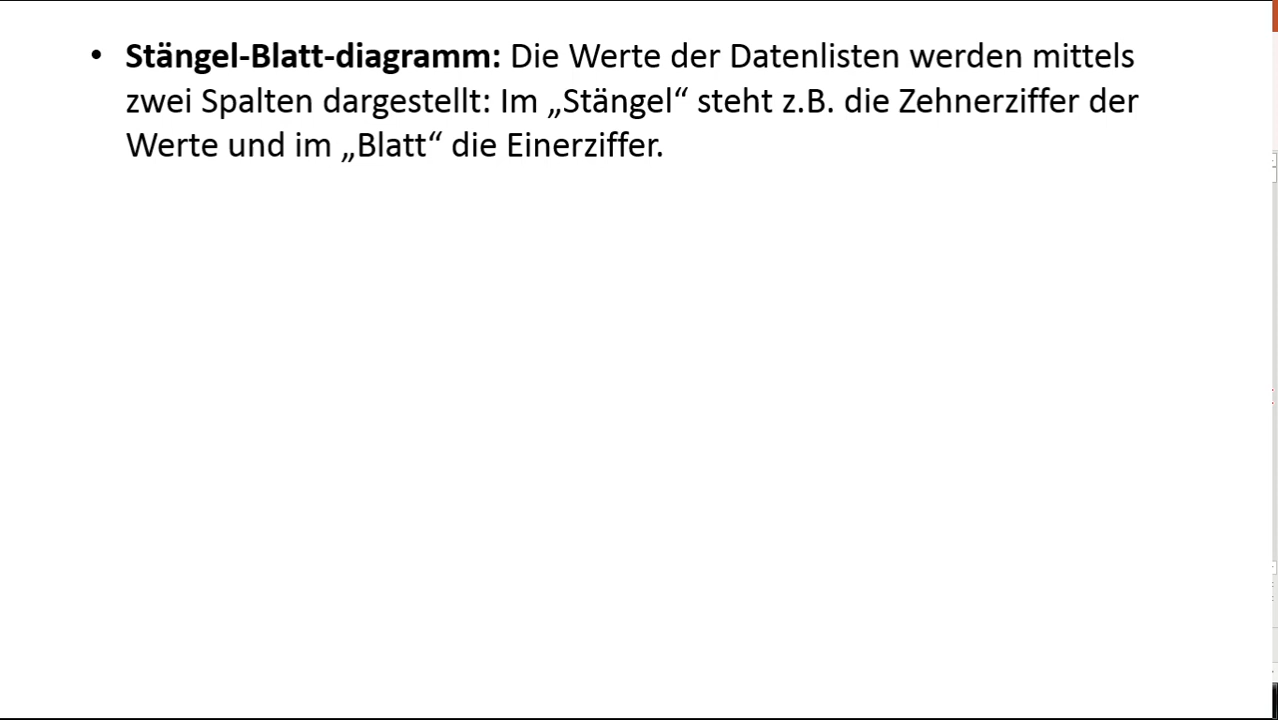 • Stängel-Blatt-diagramm: Die Werte der Datenlisten werden mittels
zwei Spalten dargestellt: Im „Stängel“ steht z.B. die Zehnerziffer der
Werte und im „Blatt“ die Einerziffer.